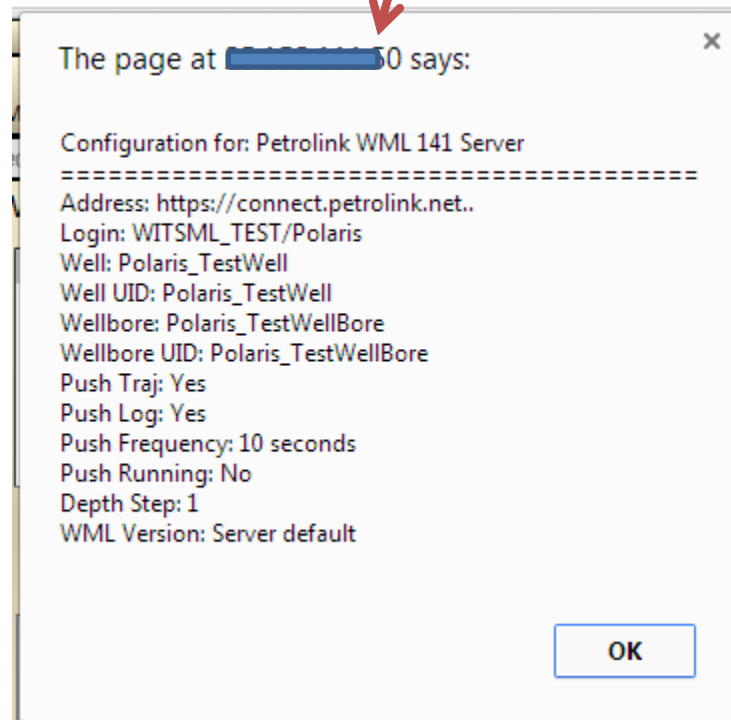 The page at 0 says:
Configuration for: Petrolink WML 141 Server
========================================
Address: https://connect.petrolink.net..
Login: WITSML_TEST/Polaris
Well: Polaris_TestWell
Well UID: Polaris_TestWell
Wellbore: Polaris_TestWellBore
Wellbore UID: Polaris_TestWellBore
Push Traj: Yes
Push Log: Yes
Push Frequency: 10 seconds
Push Running: No
Depth Step: 1
WML Version: Server default
OK